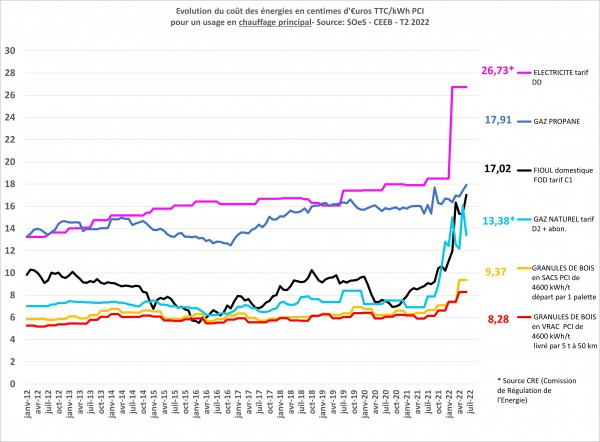 Evolution du coût des énergies en centimes d'€uros TTC/kWh PCI
pour un usage en chauffage principal- Source: SOeS - CEEB - T2 2022
30
28
26
24
22
20
18
16
14
12
10
8
6
4
2
0
26,73*
ELECTRICITE tarif
DD
17,91
GAZ PROPANE
17,02
FIOUL domestique
FOD tarif C1
13,38*
GAZ NATUREL tarif
D2 + abon.
9,37
GRANULES DE BOIS
en SACS PCI de
4600 kWh/t
départ par 1 palette
8,28
GRANULES DE BOIS
en VRAC PCI de
4600 kWh/t
livré par 5 t à 50 km
* Source CRE (Comission
de Régulation de
l'Energie)
janv-12
avr-12
juil-12
oct-12
janv-13
avr-13
juil-13
oct-13
janv-14
avr-14
juil-14
oct-14
janv-15
avr-15
juil-15
oct-15
janv-16
avr-16
juil-16
oct-16
janv-17
avr-17
juil-17
oct-17
janv-18
avr-18
juil-18
oct-18
janv-19
avr-19
juil-19
oct-19
janv-20
avr-20
juil-20
oct-20
janv-21
avr-21
juil-21
oct-21
janv-22
avr-22
juil-22